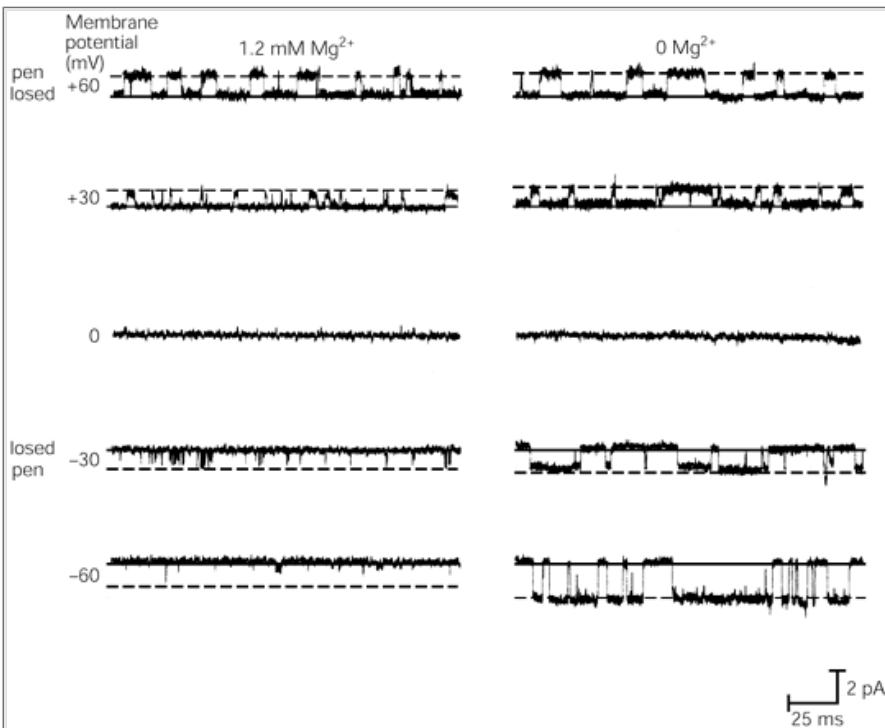 Membrane
potential
(mV)
1.2 mM Mg²⁺
0 Mg²⁺
pen
losed
+60
+30
0
losed
pen
–30
–60
2 pA
25 ms